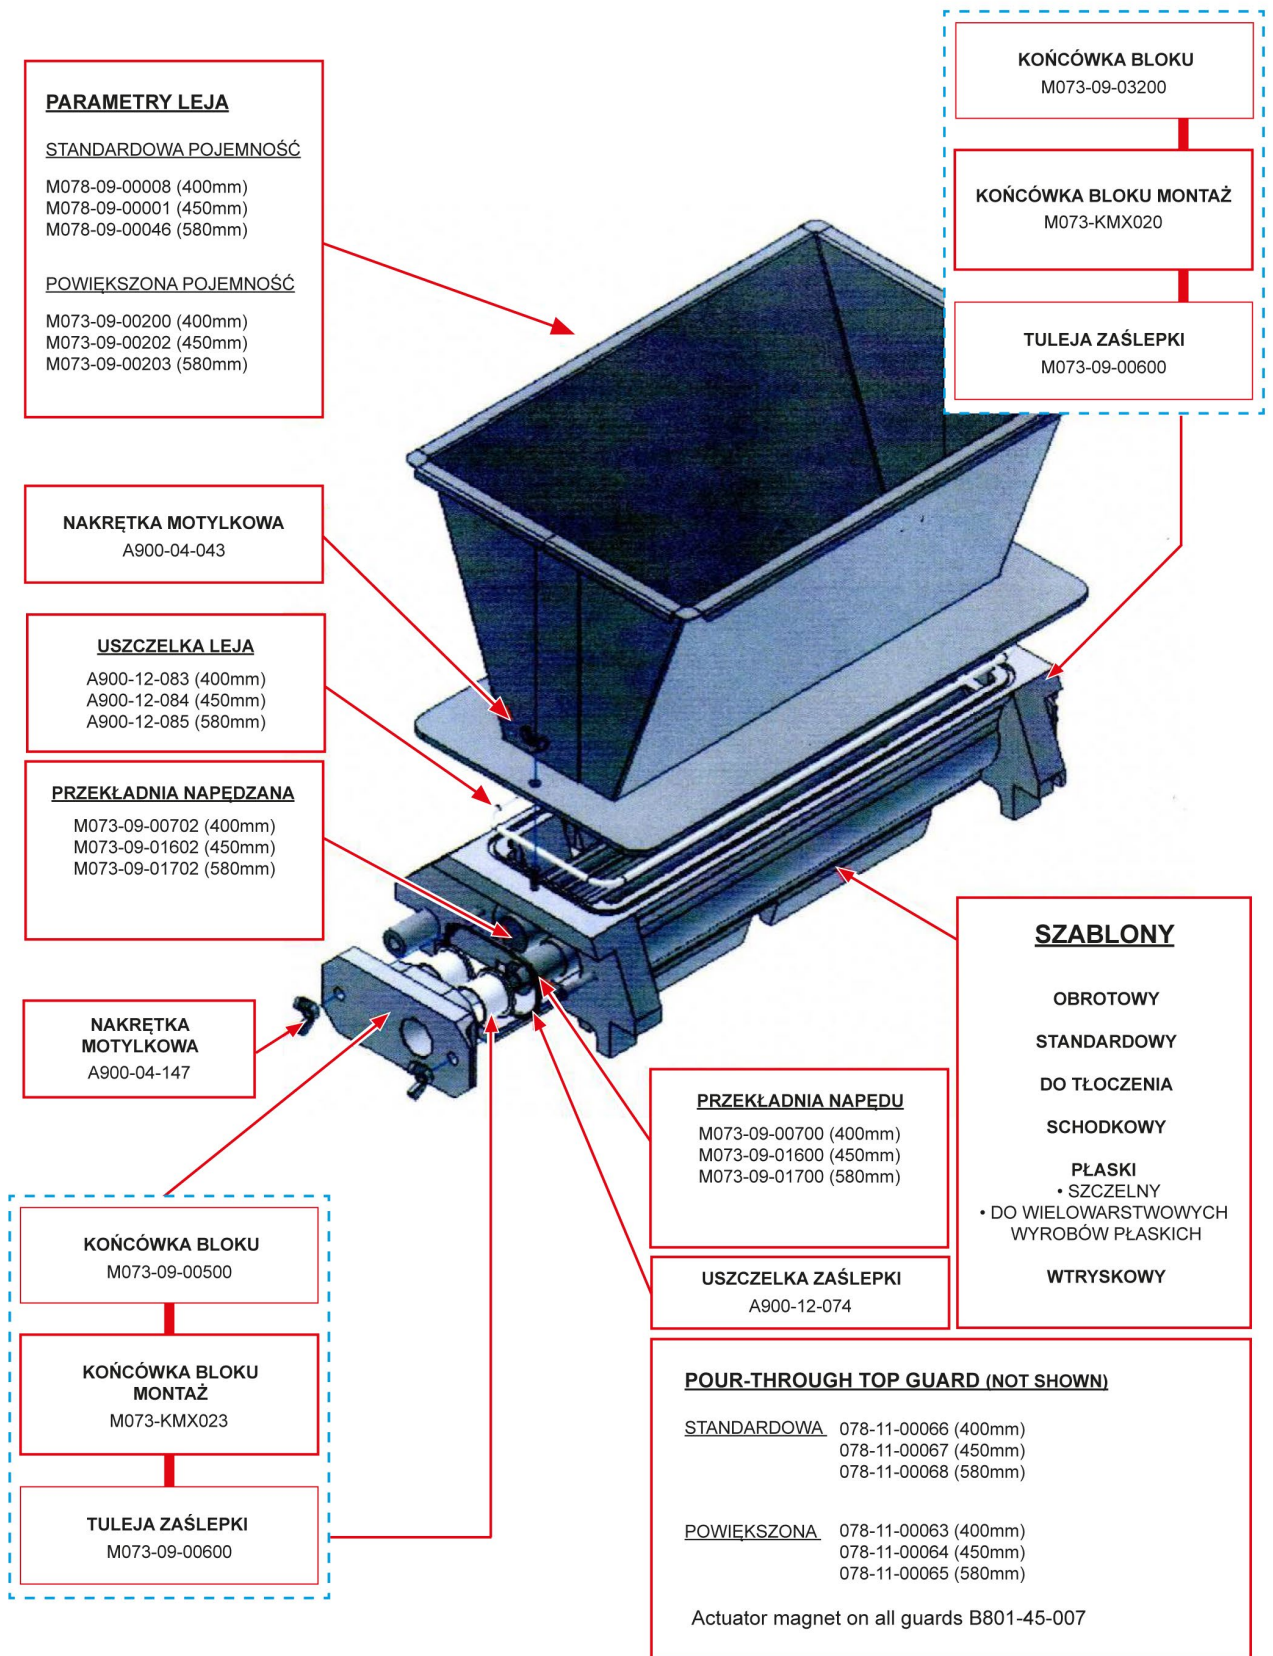 PARAMETRY LEJA
STANDARDOWA POJEMNOŚĆ
M078-09-00008 (400mm)
M078-09-00001 (450mm)
M078-09-00046 (580mm)
POWIĘKSZONA POJEMNOŚĆ
M073-09-00200 (400mm)
M073-09-00202 (450mm)
M073-09-00203 (580mm)
KOŃCÓWKA BLOKU
M073-09-03200
KOŃCÓWKA BLOKU MONTAŻ
M073-KMX020
TULEJA ZAŚLEPKI
M073-09-00600
NAKRĘTKA MOTYLKOWA
A900-04-043
USZCZELKA LEJA
A900-12-083 (400mm)
A900-12-084 (450mm)
A900-12-085 (580mm)
PRZEKŁADNIA NAPĘDZANA
M073-09-00702 (400mm)
M073-09-01602 (450mm)
M073-09-01702 (580mm)
NAKRĘTKA
MOTYLKOWA
A900-04-147
KOŃCÓWKA BLOKU
M073-09-00500
KOŃCÓWKA BLOKU
MONTAŻ
M073-KMX023
TULEJA ZAŚLEPKI
M073-09-00600
PRZEKŁADNIA NAPĘDU
M073-09-00700 (400mm)
M073-09-01600 (450mm)
M073-09-01700 (580mm)
USZCZELKA ZAŚLEPKI
A900-12-074
SZABLONY
OBROTOWY
STANDARDOWY
DO TŁOCZENIA
SCHODKOWY
PŁASKI
• SZCZELNY
• DO WIELOWARSTWOWYCH
WYROBÓW PŁASKICH
WTRYSKOWY
POUR-THROUGH TOP GUARD (NOT SHOWN)
STANDARDOWA 078-11-00066 (400mm)
078-11-00067 (450mm)
078-11-00068 (580mm)
POWIĘKSZONA 078-11-00063 (400mm)
078-11-00064 (450mm)
078-11-00065 (580mm)
Actuator magnet on all guards B801-45-007